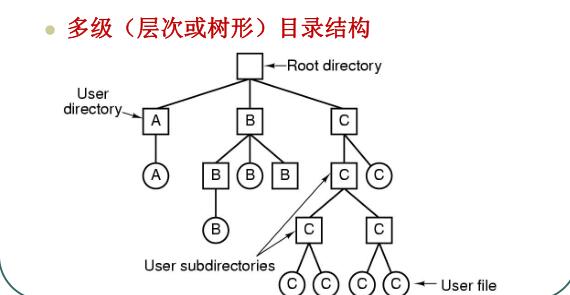 多级（层次或树形）目录结构
Root directory
User
directory
A B C
A B B B C C
B C C
User subdirectories
C C C C
User file